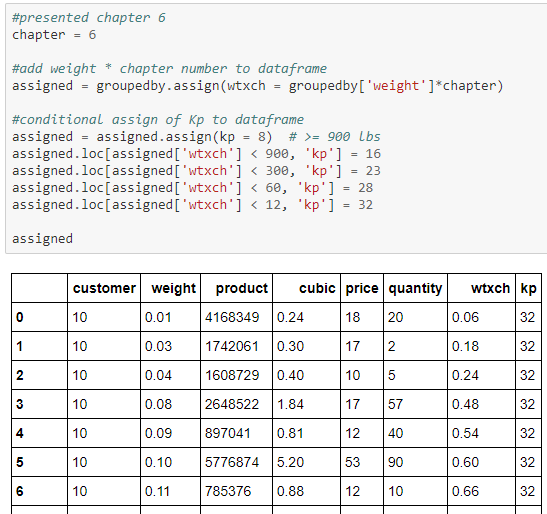 #presented chapter 6
chapter = 6
#add weight * chapter number to dataframe
assigned = groupedby.assign(wtxch = groupedby['weight']*chapter)
#conditional assign of Kp to dataframe
assigned = assigned.assign(kp = 8)  # >= 900 lbs
assigned.loc[assigned['wtxch'] < 900, 'kp'] = 16
assigned.loc[assigned['wtxch'] < 300, 'kp'] = 23
assigned.loc[assigned['wtxch'] < 60, 'kp'] = 28
assigned.loc[assigned['wtxch'] < 12, 'kp'] = 32
assigned
customer weight product cubic price quantity wtxch kp
0 10 0.01 4168349 0.24 18 20 0.06 32
1 10 0.03 1742061 0.30 17 2 0.18 32
2 10 0.04 1608729 0.40 10 5 0.24 32
3 10 0.08 2648522 1.84 17 57 0.48 32
4 10 0.09 897041 0.81 12 40 0.54 32
5 10 0.10 5776874 5.20 53 90 0.60 32
6 10 0.11 785376 0.88 12 10 0.66 32